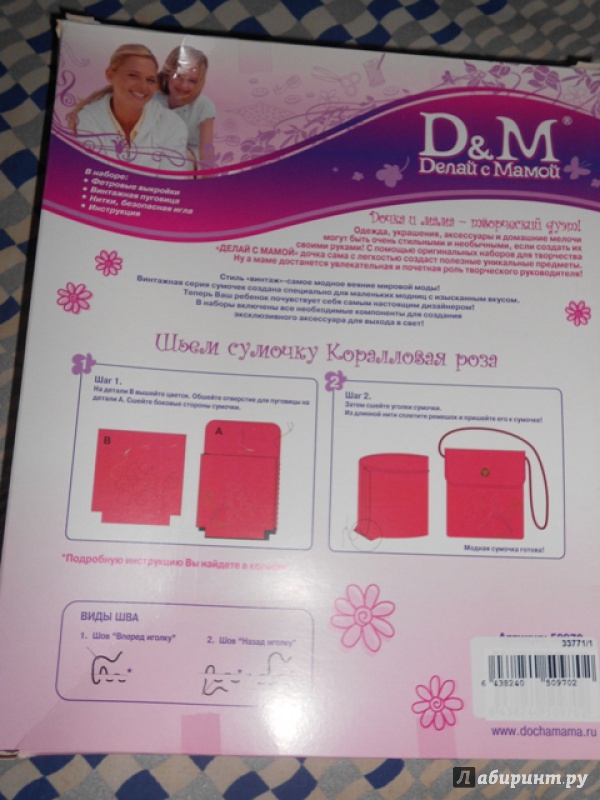 D&M®
Делай с Мамой
В наборе:
• Фетровые выкройки
• Винтажная пуговица
• Нитки, безопасная игла
• Инструкция
Дочка и мама – творческий дуэт!
Одежда, украшения, аксессуары и домашние мелочи
могут быть очень стильными и необычными, если создать их
своими руками! С помощью оригинальных наборов для творчества
«ДЕЛАЙ С МАМОЙ» дочка сама с легкостью создаст полезные уникальные предметы.
Ну а маме достанется увлекательная и почетная роль творческого руководителя!
Стиль «винтаж»-самое модное веяние мировой моды!
Винтажная серия сумочек создана специально для маленьких модниц с изысканным вкусом.
Теперь Ваш ребенок почувствует себя самым настоящим дизайнером!
В наборы включены все необходимые компоненты для создания
эксклюзивного аксессуара для выхода в свет!
Шьем сумочку Коралловая роза
1
Шаг 1.
На детали В вышейте цветок. Обшейте отверстие для пуговицы на
детали А. Сшейте боковые стороны сумочки.
B
A
2
Шаг 2.
Затем сшейте уголки сумочки.
Из длинной нити сплетите ремешок и пришейте его к сумочке!
Модная сумочка готова!
*Подробную инструкцию Вы найдете в
ВИДЫ ШВА
1. Шов "Вперед иголку"
2. Шов "Назад иголку"
33771/1
6 438240 509702
www.dochamama.ru
Лабиринт.ру